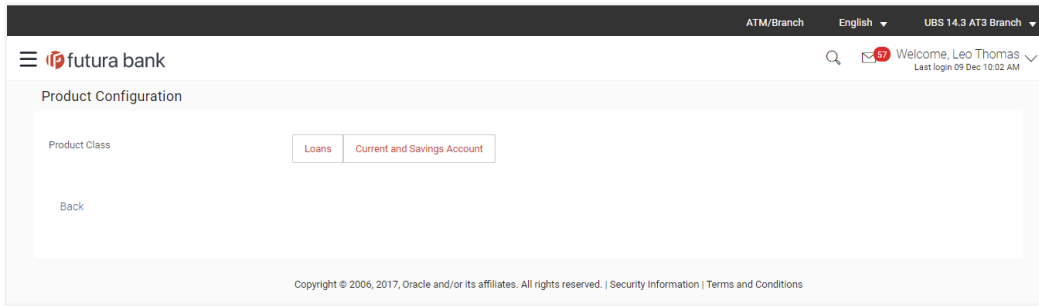 ATM/Branch English UBS 14.3 AT3 Branch
futura bank 57 Welcome, Leo Thomas
Last login 09 Dec 10:02 AM
Product Configuration
Product Class Loans Current and Savings Account
Back
Copyright © 2006, 2017, Oracle and/or its affiliates. All rights reserved. | Security Information | Terms and Conditions